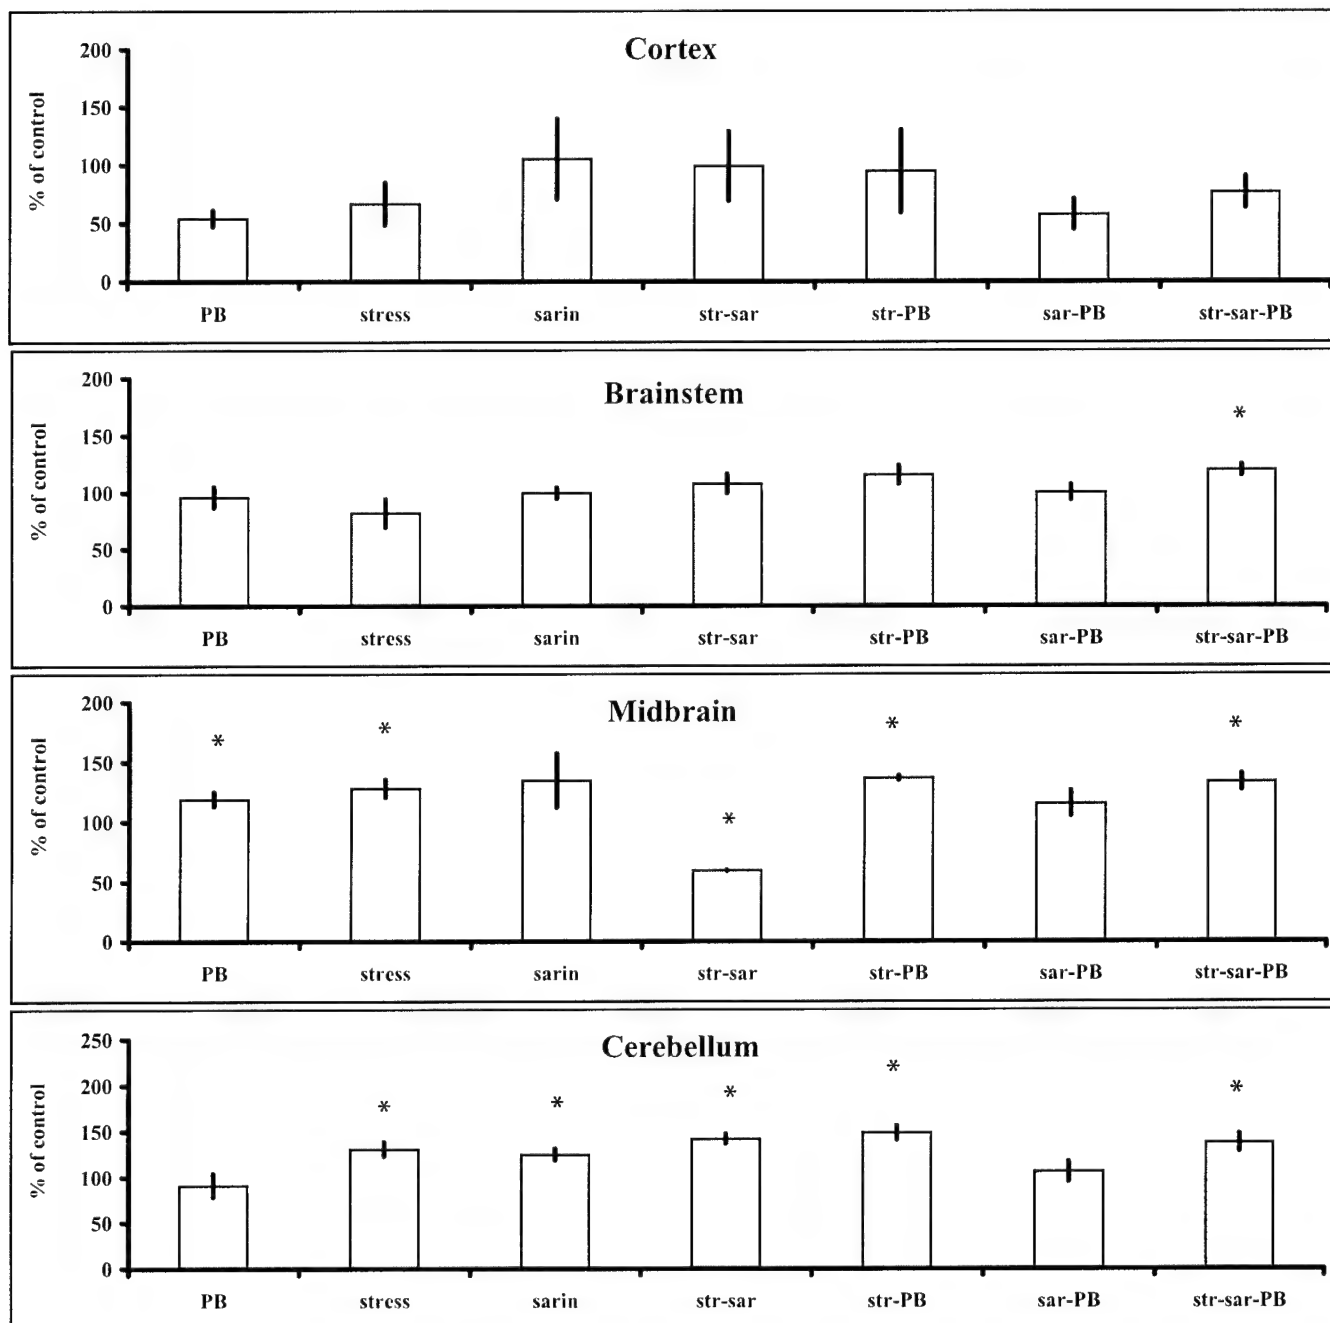 Cortex
% of control
200
150
100
50
0
PB stress sarin str-sar str-PB sar-PB str-sar-PB
Brainstem
% of control
200
150
100
50
0
*
PB stress sarin str-sar str-PB sar-PB str-sar-PB
Midbrain
% of control
200
150
100
50
0
* * * * *
PB stress sarin str-sar str-PB sar-PB str-sar-PB
Cerebellum
% of control
250
200
150
100
50
0
* * * * *
PB stress sarin str-sar str-PB sar-PB str-sar-PB